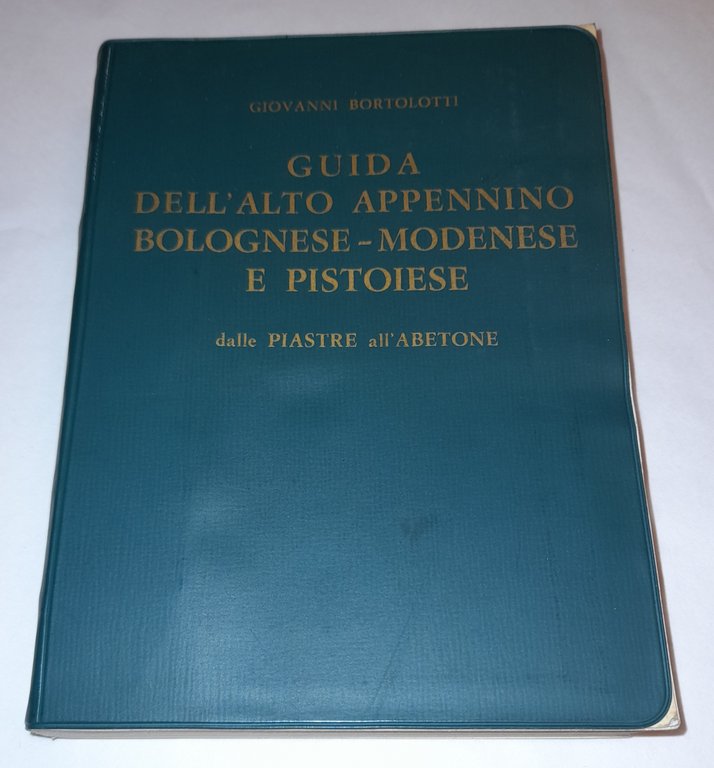 GIOVANNI BORTOLOTTI
GUIDA
DELL'ALTO APPENNINO
BOLOGNESE - MODENESE
E PISTOIESE
dalle PIASTRE all'ABETONE